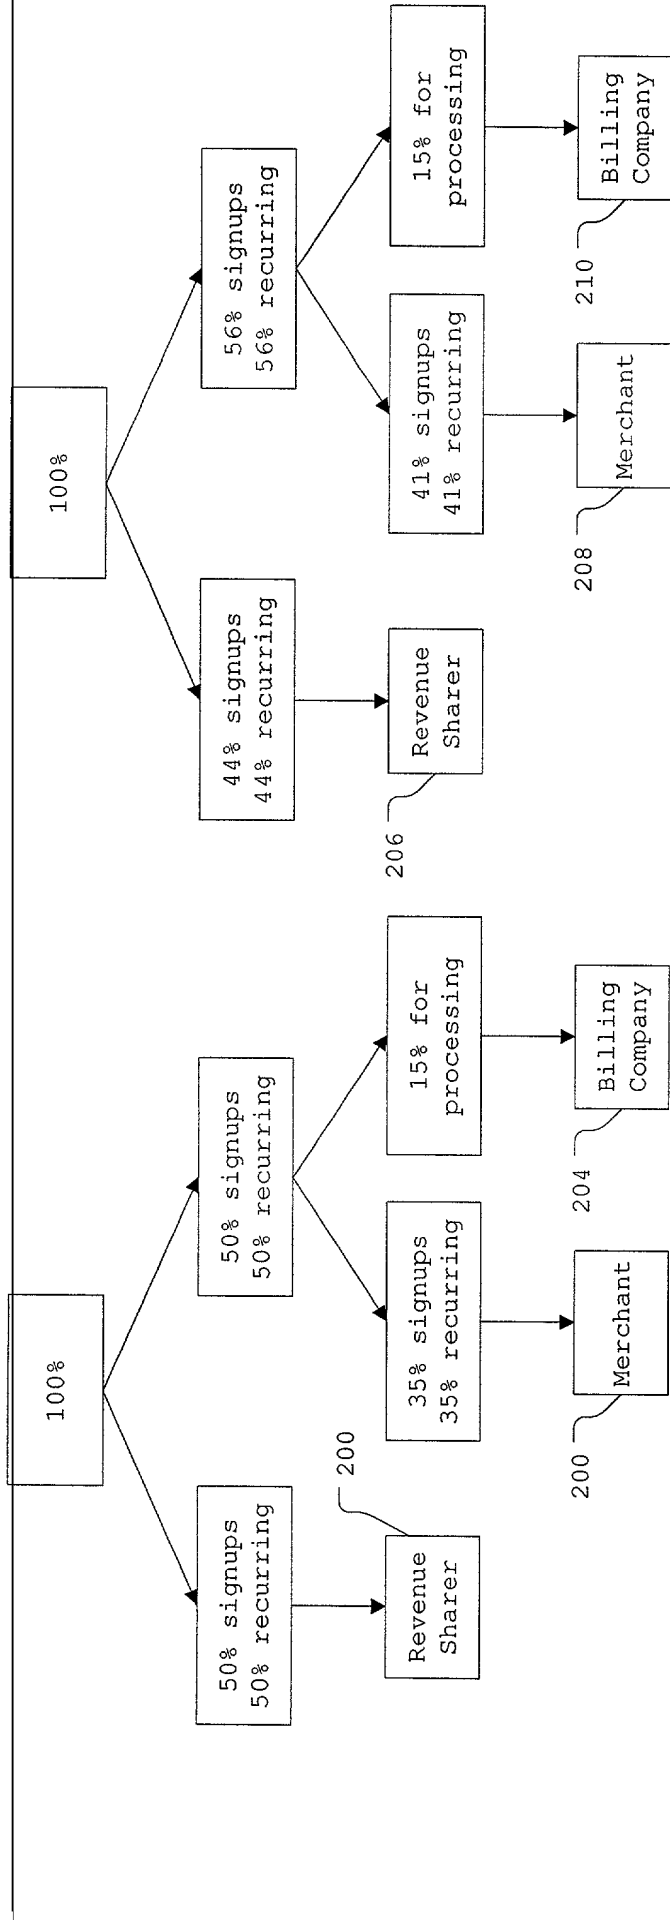 100%
50% signups
50% recurring
50% signups
50% recurring
200
Revenue
Sharer
35% signups
35% recurring
15% for
processing
200
Merchant
204
Billing
Company
100%
44% signups
44% recurring
56% signups
56% recurring
206
Revenue
Sharer
41% signups
41% recurring
15% for
processing
208
Merchant
210
Billing
Company